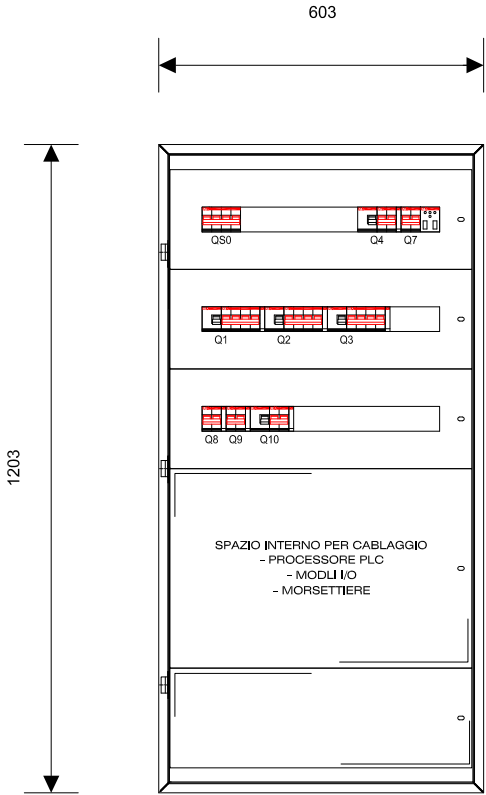 603
1203
QS0 Q4 Q7
Q1 Q2 Q3
Q8 Q9 Q10
SPAZIO INTERNO PER CABLAGGIO
- PROCESSORE PLC
- MODLI I/O
- MORSETTIERE